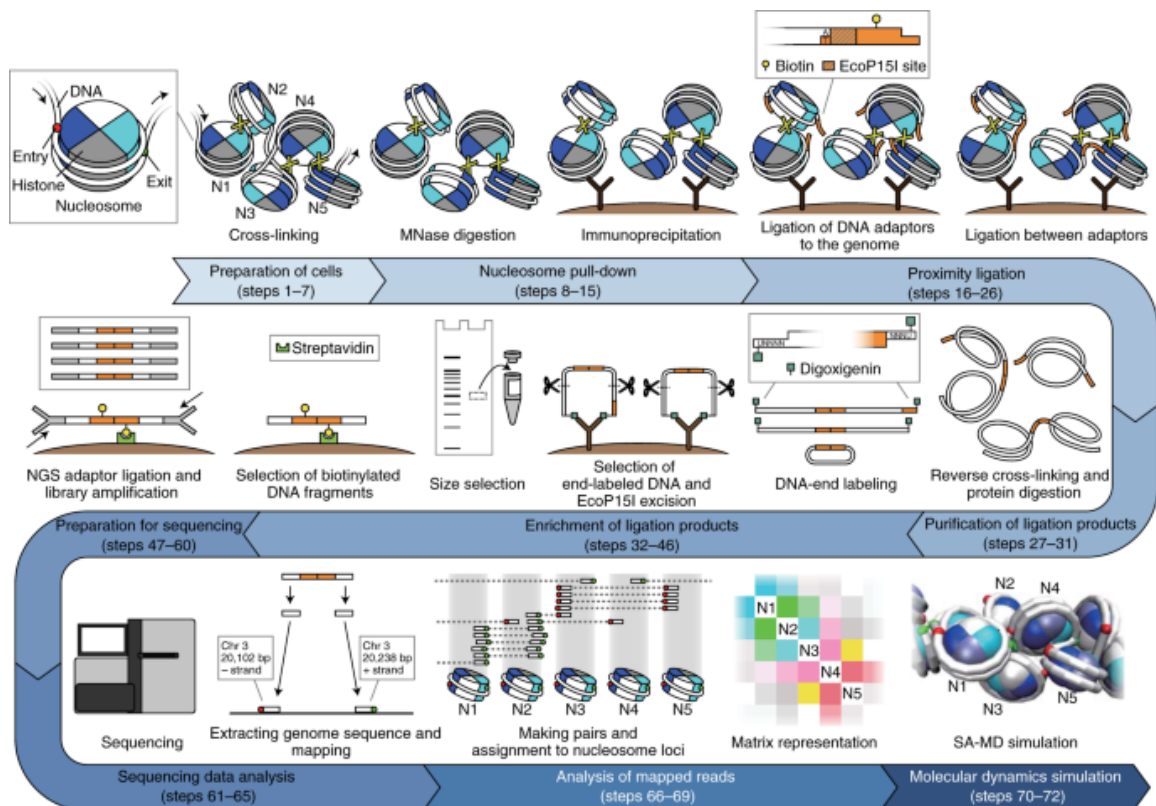 Biotin
EcoP15I site
DNA
Entry
Histone
Exit
Nucleosome
N2
N4
N1
N3
N5
Cross-linking
MNase digestion
Immunoprecipitation
Ligation of DNA adaptors
to the genome
Ligation between adaptors
Preparation of cells
(steps 1–7)
Nucleosome pull-down
(steps 8–15)
Proximity ligation
(steps 16–26)
Streptavidin
Digoxigenin
NGS adaptor ligation and
library amplification
Selection of biotinylated
DNA fragments
Size selection
Selection of
end-labeled DNA and
EcoP15I excision
DNA-end labeling
Reverse cross-linking and
protein digestion
Preparation for sequencing
(steps 47–60)
Enrichment of ligation products
(steps 32–46)
Purification of ligation products
(steps 27–31)
Chr 3
20,102 bp
– strand
Chr 3
20,238 bp
+ strand
N1
N2
N3
N4
N5
N1
N2
N3
N4
N5
N2
N4
N1
N3
N5
Sequencing
Extracting genome sequence and
mapping
Making pairs and
assignment to nucleosome loci
Matrix representation
SA-MD simulation
Sequencing data analysis
(steps 61–65)
Analysis of mapped reads
(steps 66–69)
Molecular dynamics simulation
(steps 70–72)